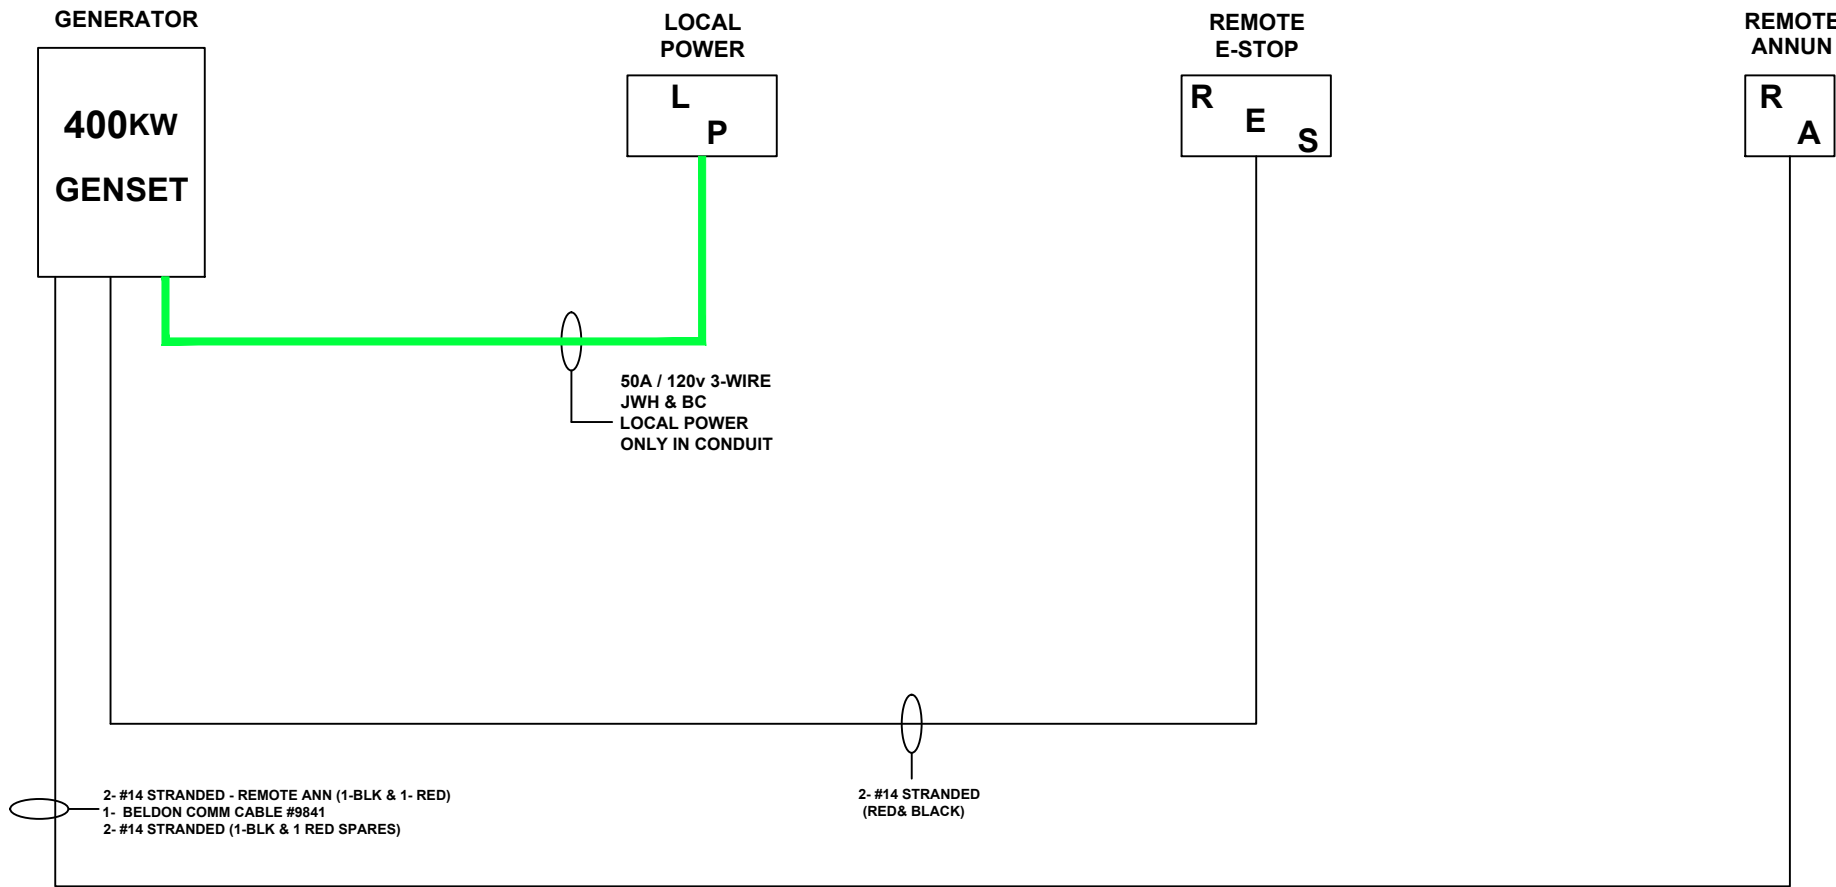 GENERATOR
400KW
GENSET
LOCAL
POWER
L
P
REMOTE
E-STOP
R
E
S
REMOTE
ANNUN
R
A
50A / 120v 3-WIRE
JWH & BC
LOCAL POWER
ONLY IN CONDUIT
2- #14 STRANDED - REMOTE ANN (1-BLK & 1- RED)
1- BELDON COMM CABLE #9841
2- #14 STRANDED (1-BLK & 1 RED SPARES)
2- #14 STRANDED
(RED& BLACK)